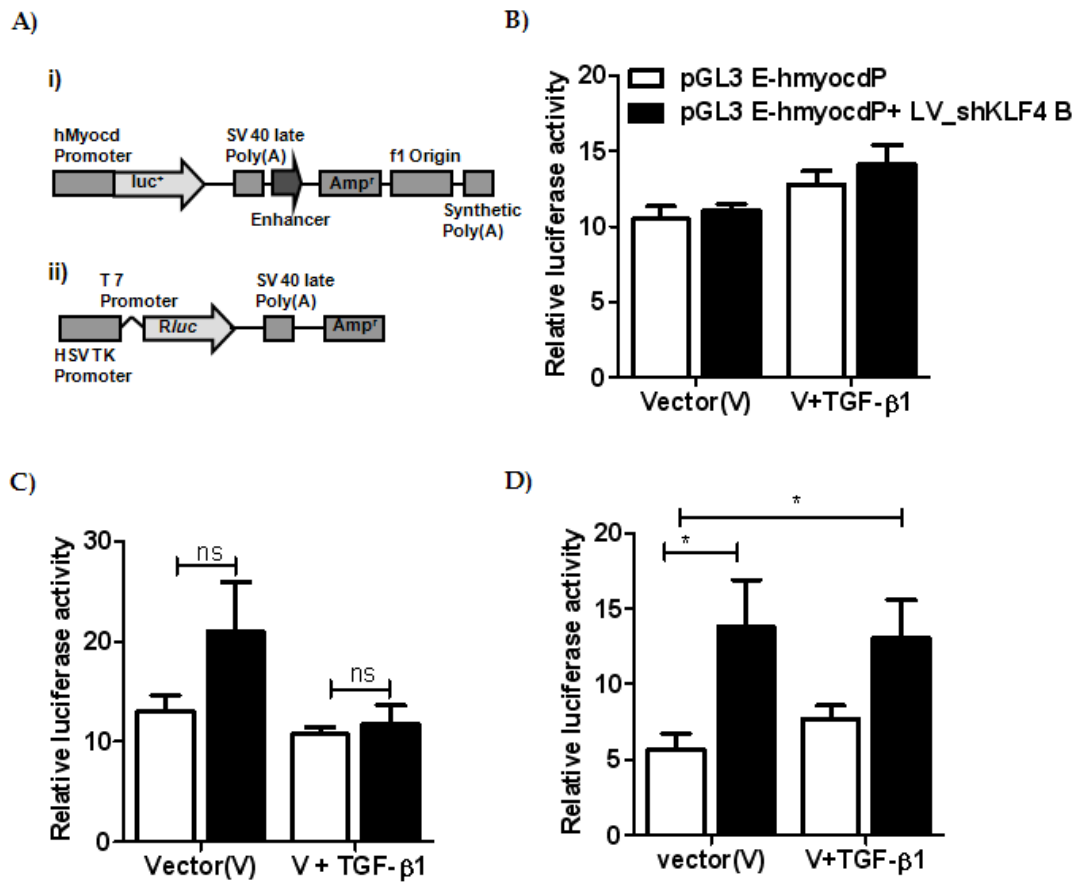 A)
i)
hMyocd
Promoter
luc+
SV 40 late
Poly(A)
Enhancer
Ampr
f1 Origin
Synthetic
Poly(A)
ii)
T 7
Promoter
HSV TK
Promoter
Rluc
SV 40 late
Poly(A)
Ampr
B)
Relative luciferase activity
20
15
10
5
0
pGL3 E-hmyocdP
pGL3 E-hmyocdP+ LV_shKLF4 B
Vector(V)
V+TGF-β1
C)
Relative luciferase activity
30
20
10
0
ns
ns
Vector(V)
V + TGF-β1
D)
Relative luciferase activity
20
15
10
5
0
*
*
vector(V)
V+TGF-β1